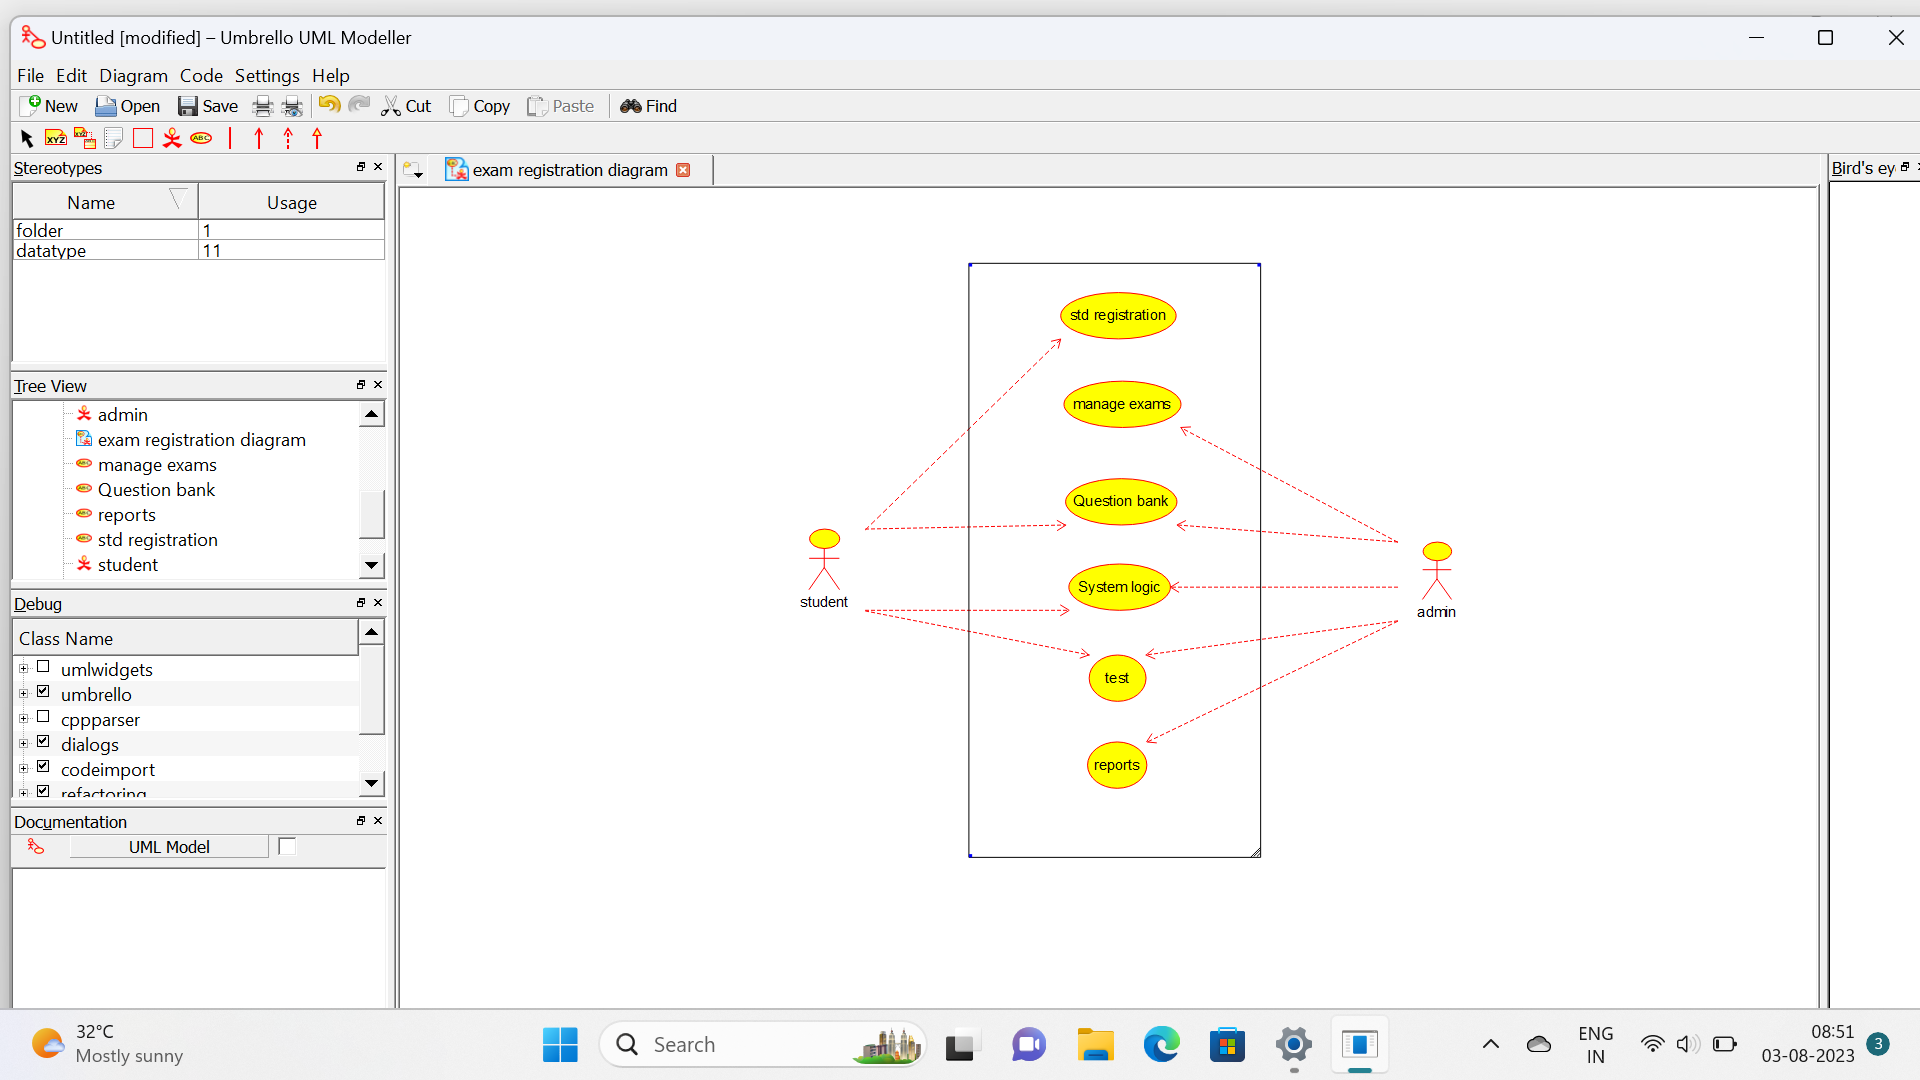 Untitled [modified] – Umbrello UML Modeller
File Edit Diagram Code Settings Help
New Open Save Cut Copy Paste Find
XYZ XYZ ABC
Stereotypes
Name Usage
folder 1
datatype 11
Tree View
admin
exam registration diagram
manage exams
Question bank
reports
std registration
student
Debug
Class Name
umlwidgets
umbrello
cppparser
dialogs
codeimport
refactoring
Documentation
UML Model
exam registration diagram
std registration
manage exams
Question bank
System logic
test
reports
student
admin
Bird's ey
32°C
Mostly sunny
Search
ENG
IN
08:51
03-08-2023
3